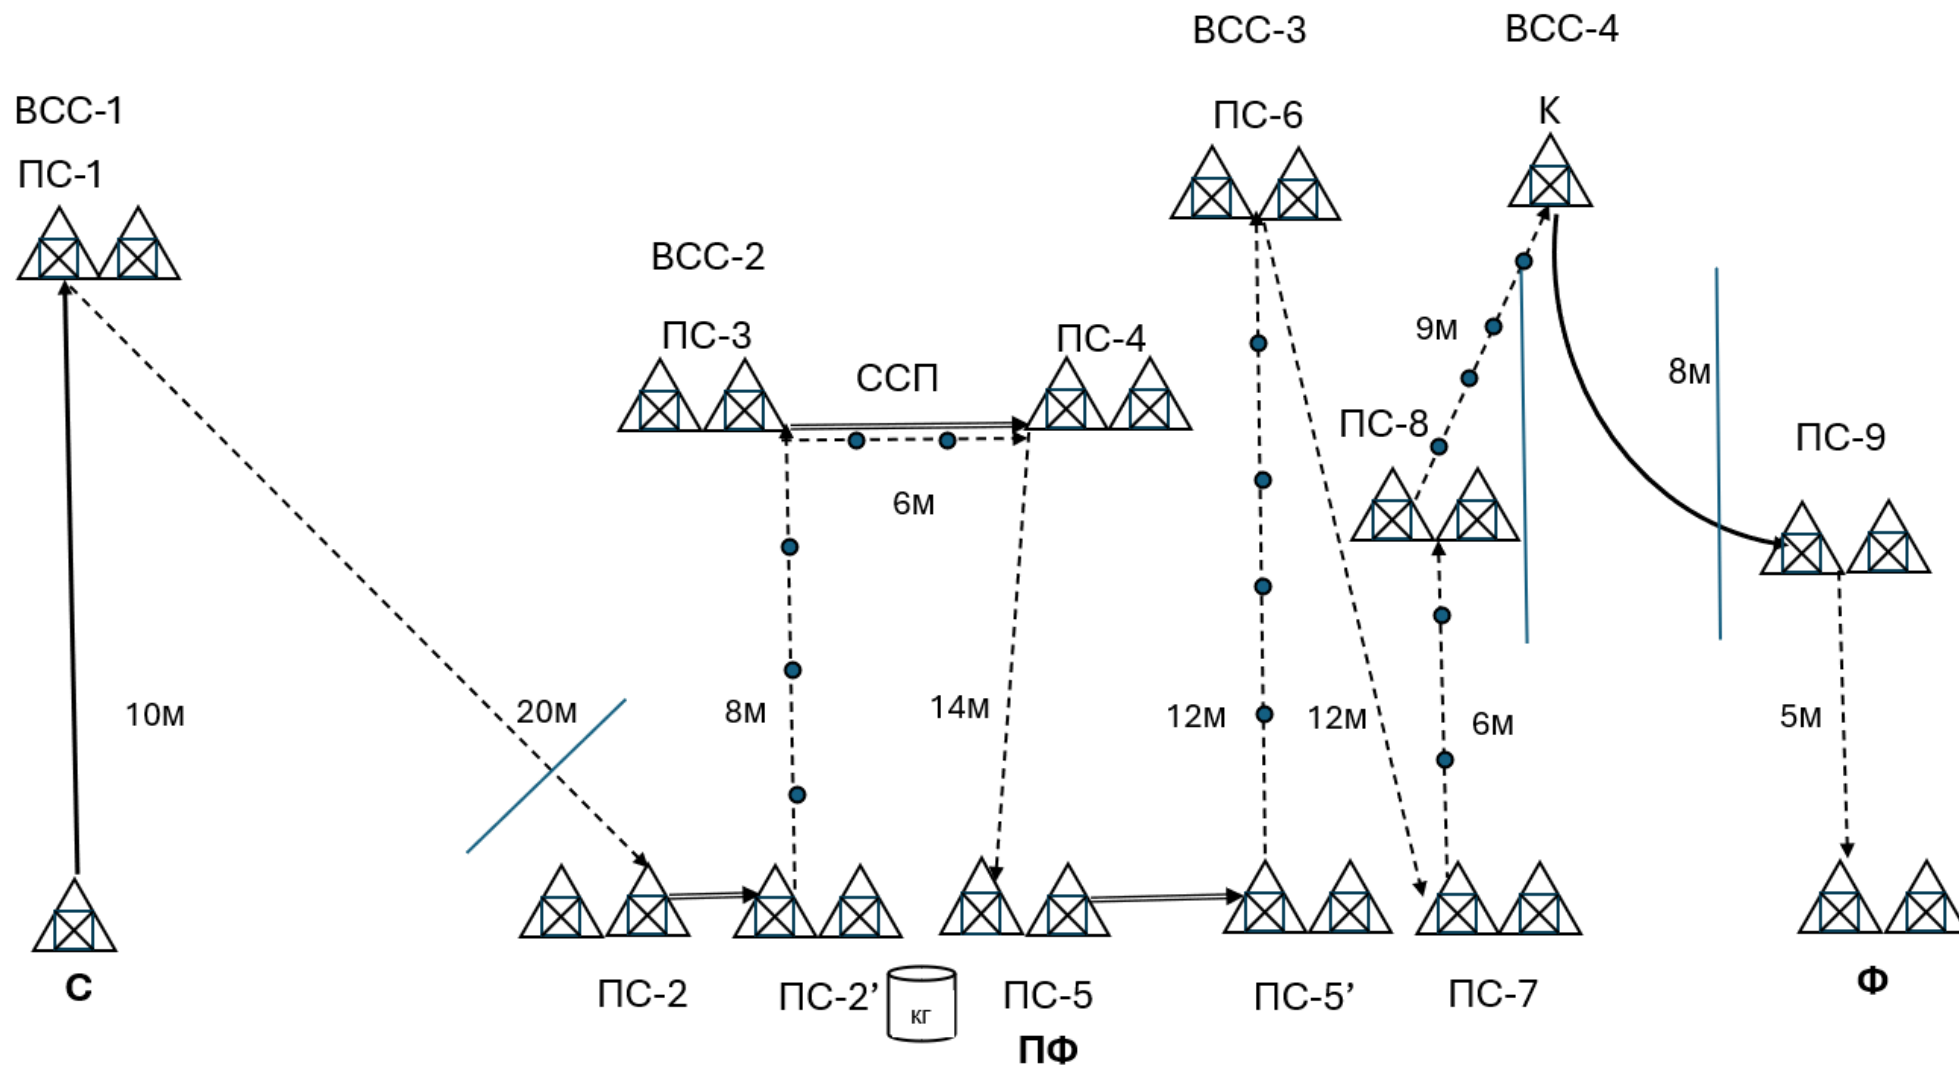 ВСС-3
ВСС-4
ВСС-1
ПС-6
К
ПС-1
ВСС-2
ПС-3
ПС-4
ССП
9м
8м
ПС-8
ПС-9
6м
10м
20м
8м
14м
12м
12м
6м
5м
С
ПС-2
ПС-2’
кг
ПС-5
ПС-5’
ПС-7
Ф
ПФ